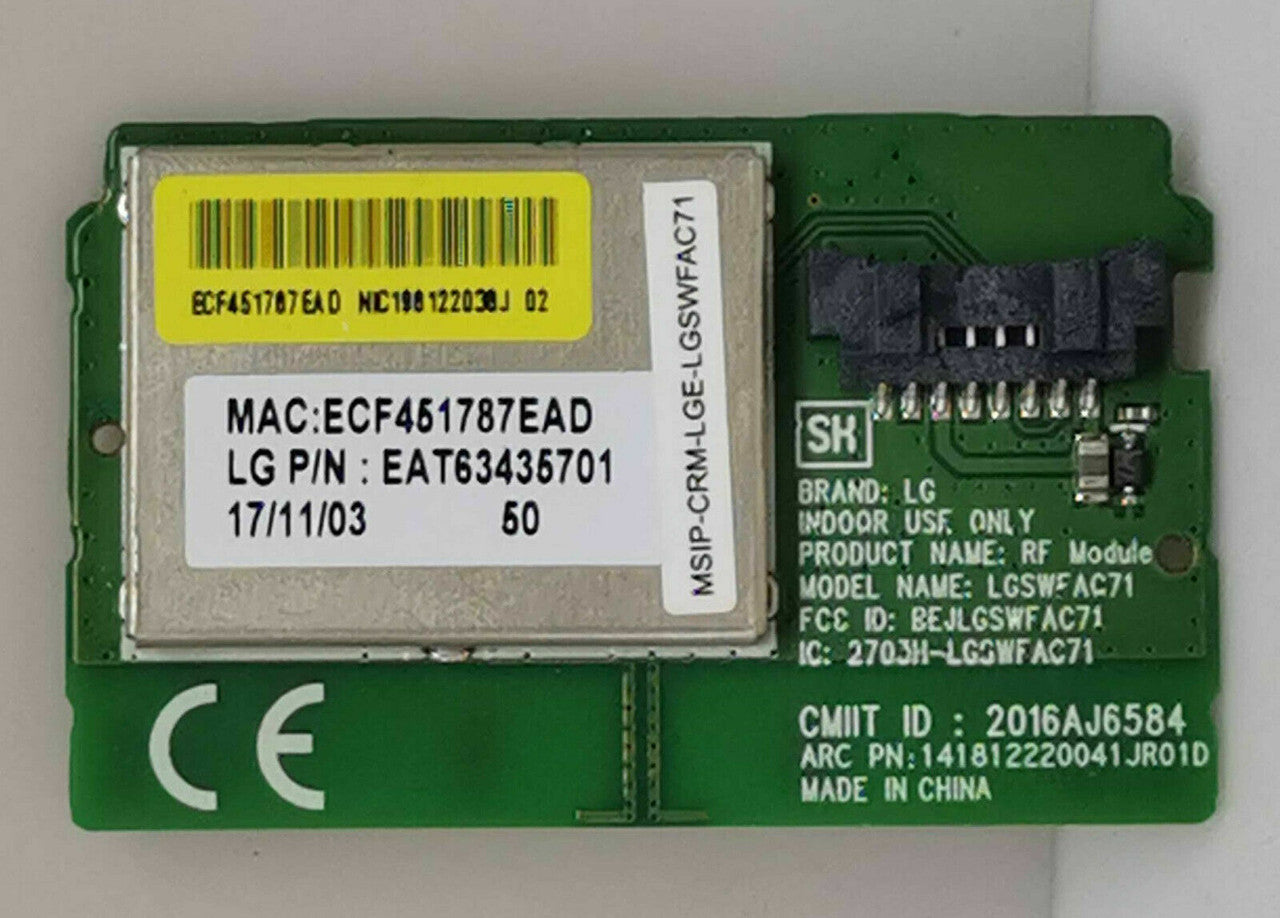 ECF451787EAD NIC198122038J 02
MAC:ECF451787EAD
LG P/N : EAT63435701
17/11/03 50
MSIP-CRM-LGE-LGSWFAC71
SH
BRAND: LG
INDOOR USE ONLY
PRODUCT NAME: RF Module
MODEL NAME: LGSWFAC71
FCC ID: BEJLGSWFAC71
IC: 2703H-LGSWFAC71
CMIIT ID : 2016AJ6584
ARC PN:141812220041JR01D
MADE IN CHINA
CE